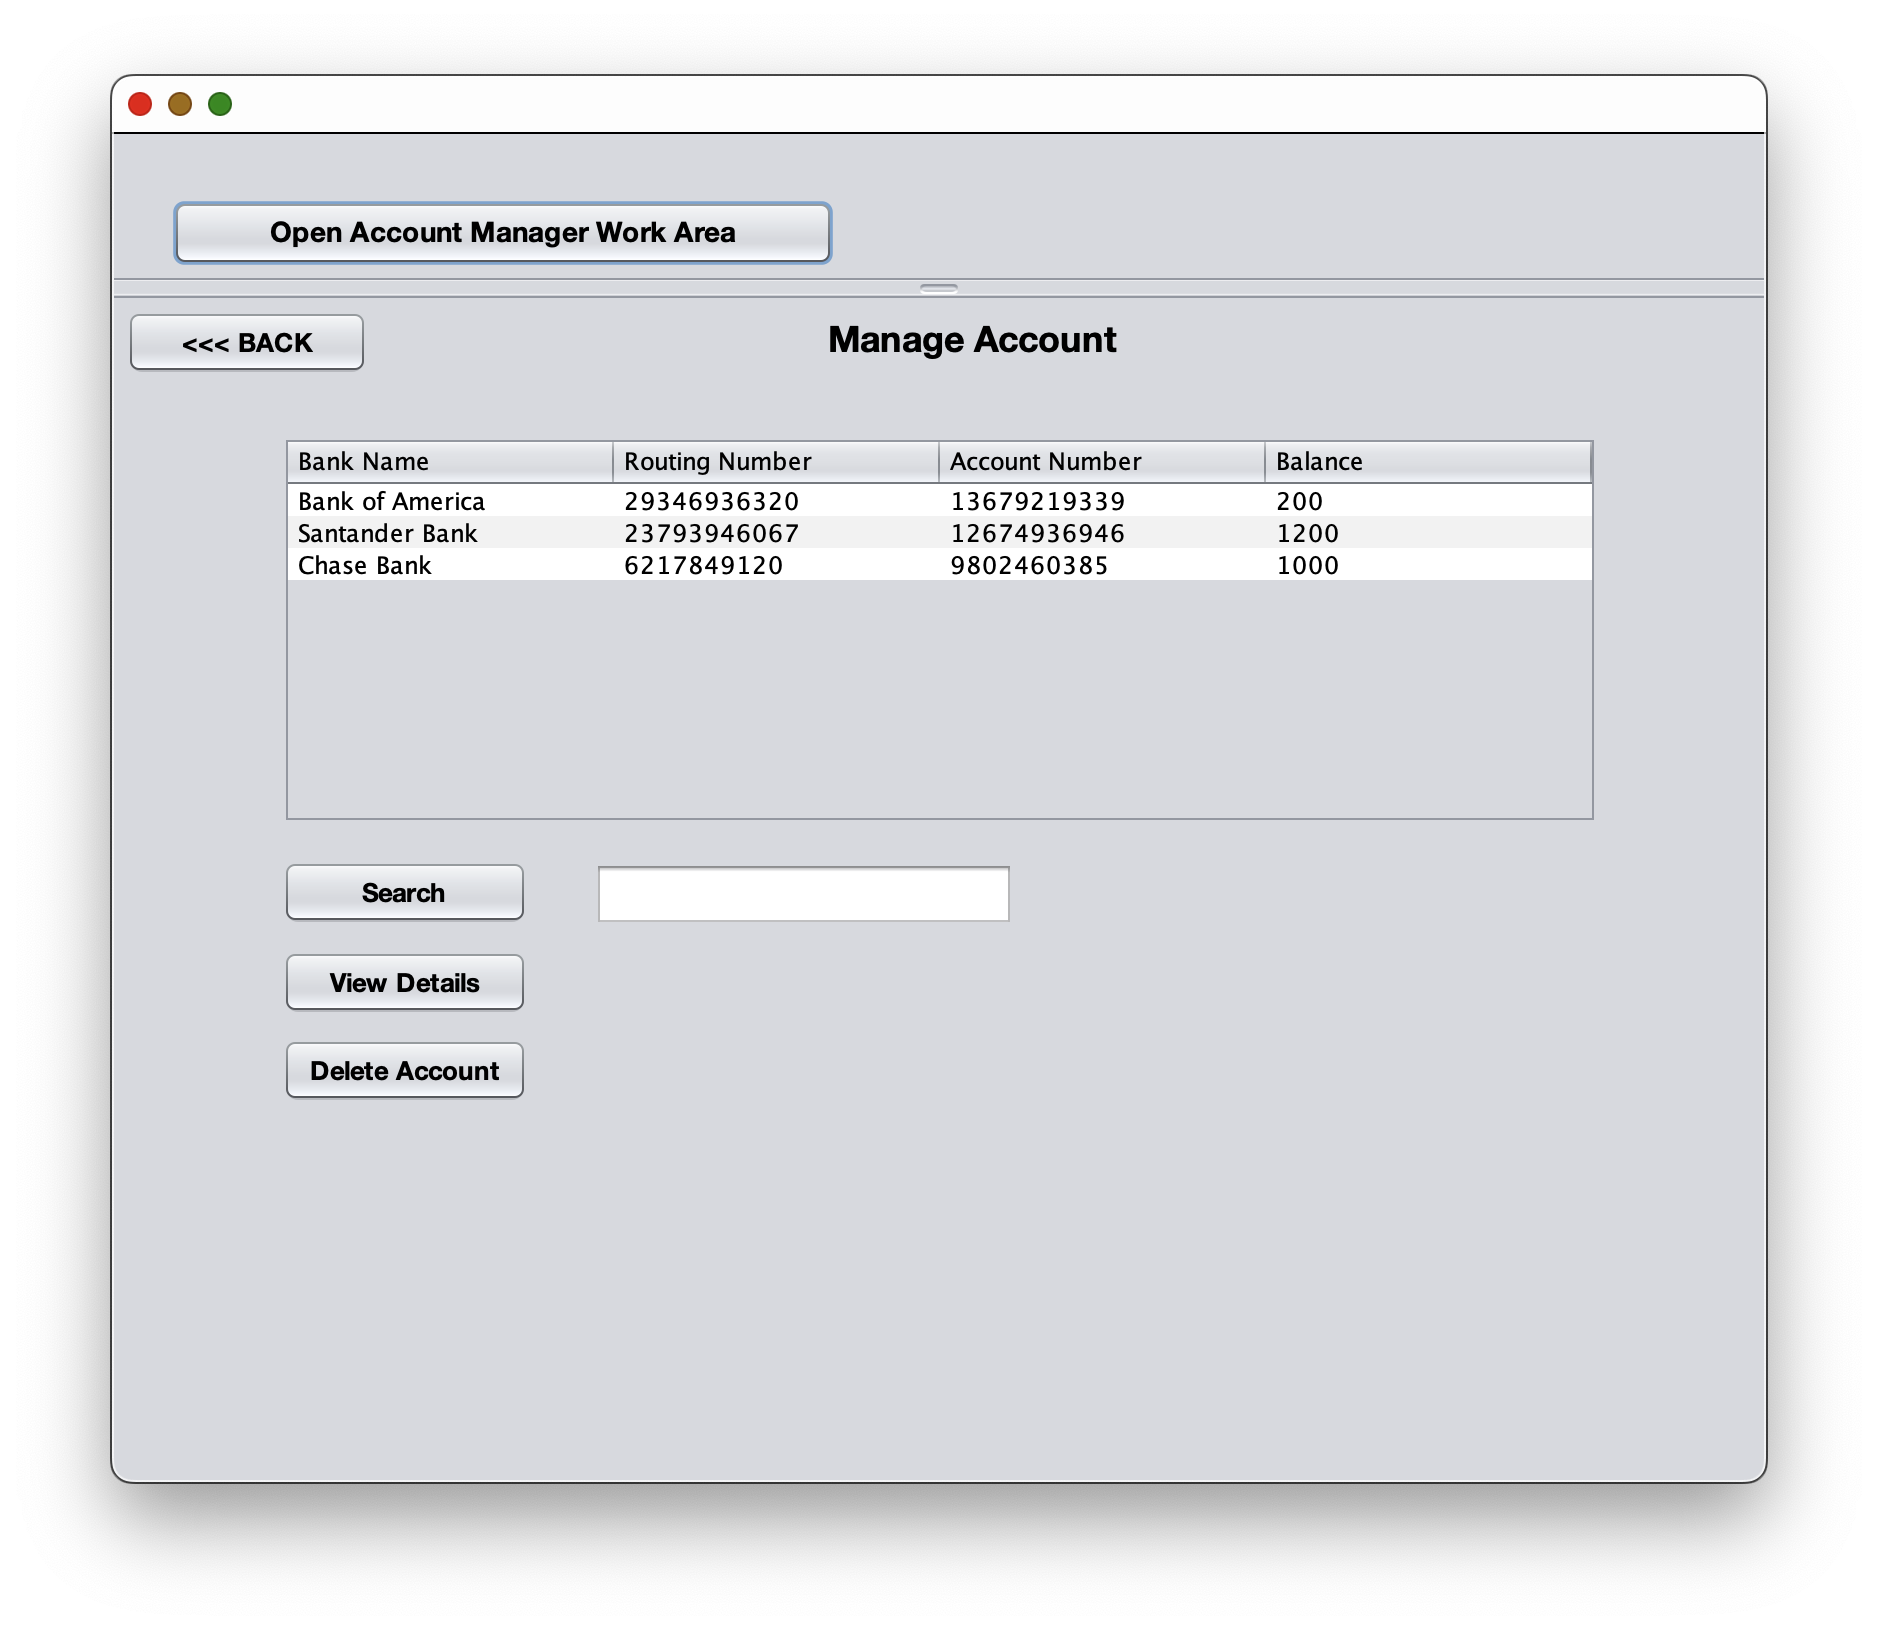 Open Account Manager Work Area
<<< BACK
Manage Account
Bank Name Routing Number Account Number Balance
Bank of America 29346936320 13679219339 200
Santander Bank 23793946067 12674936946 1200
Chase Bank 6217849120 9802460385 1000
Search
View Details
Delete Account